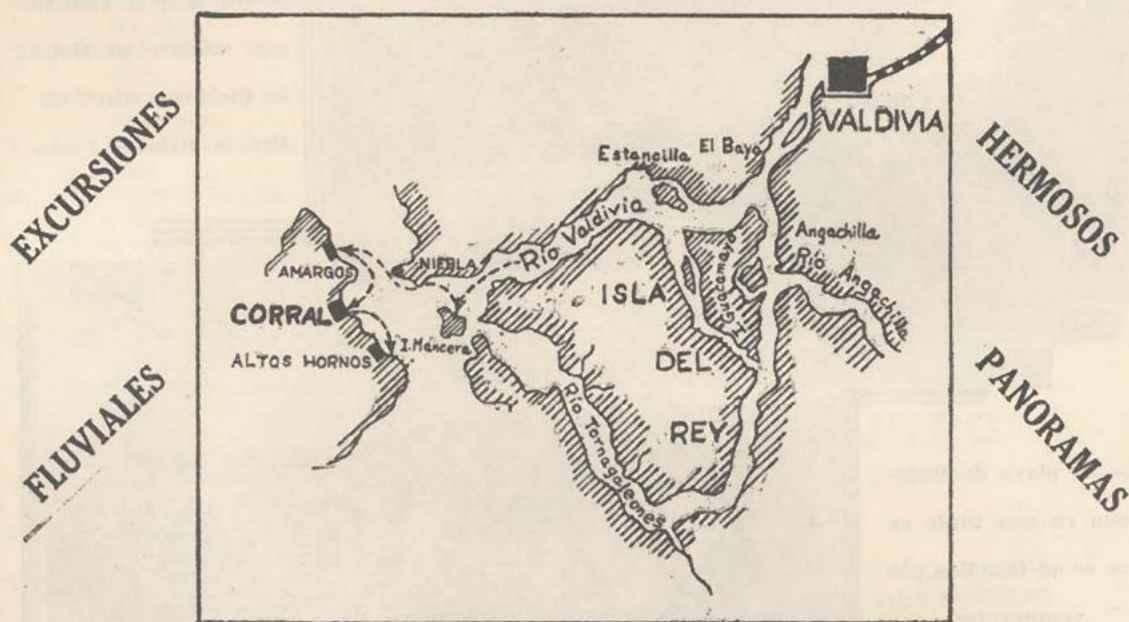 EXCURSIONES
FLUVIALES
VALDIVIA
Estancilla
El Bayo
Río Valdivia
Angachilla
Río Angachilla
I. Guacamayo
NIEBLA
AMARGOS
CORRAL
ALTOS HORNOS
I. Mancera
ISLA
DEL
REY
Río Tornagaleones
HERMOSOS
PANORAMAS